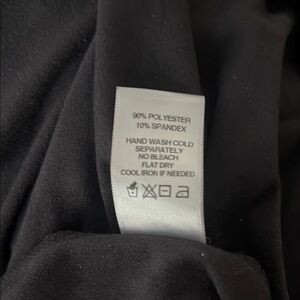 90% POLYESTER
10% SPANDEX
HAND WASH COLD
SEPARATELY
NO BLEACH
FLAT DRY
COOL IRON IF NEEDED